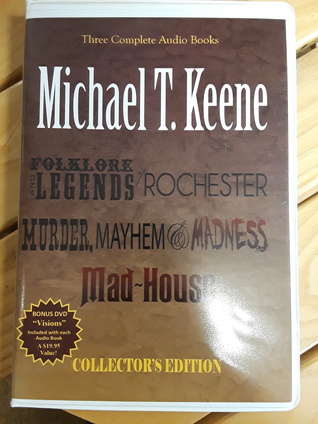 Three Complete Audio Books
Michael T. Keene
FOLKLORE
AND LEGENDS / ROCHESTER
MURDER, MAYHEM & MADNESS
Mad~House
BONUS DVD
"Visions"
Included with each
Audio Book
A $19.95
Value!
COLLECTOR'S EDITION